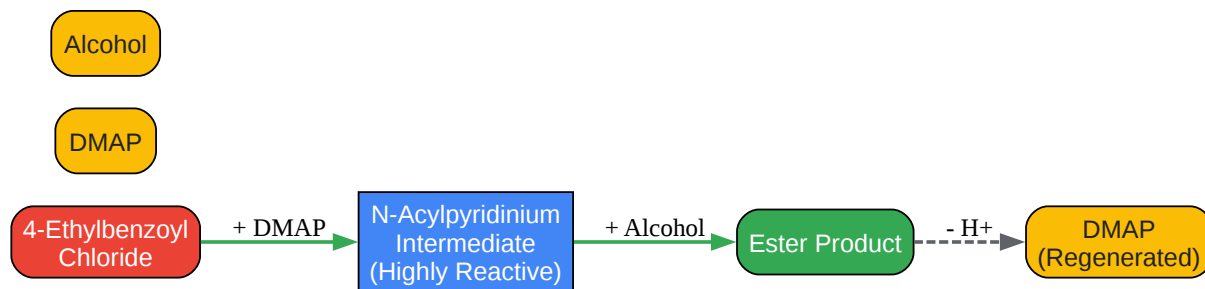 Alcohol
DMAP
4-Ethylbenzoyl
Chloride
+ DMAP
N-Acylpyridinium
Intermediate
(Highly Reactive)
+ Alcohol
Ester Product
- H+
DMAP
(Regenerated)